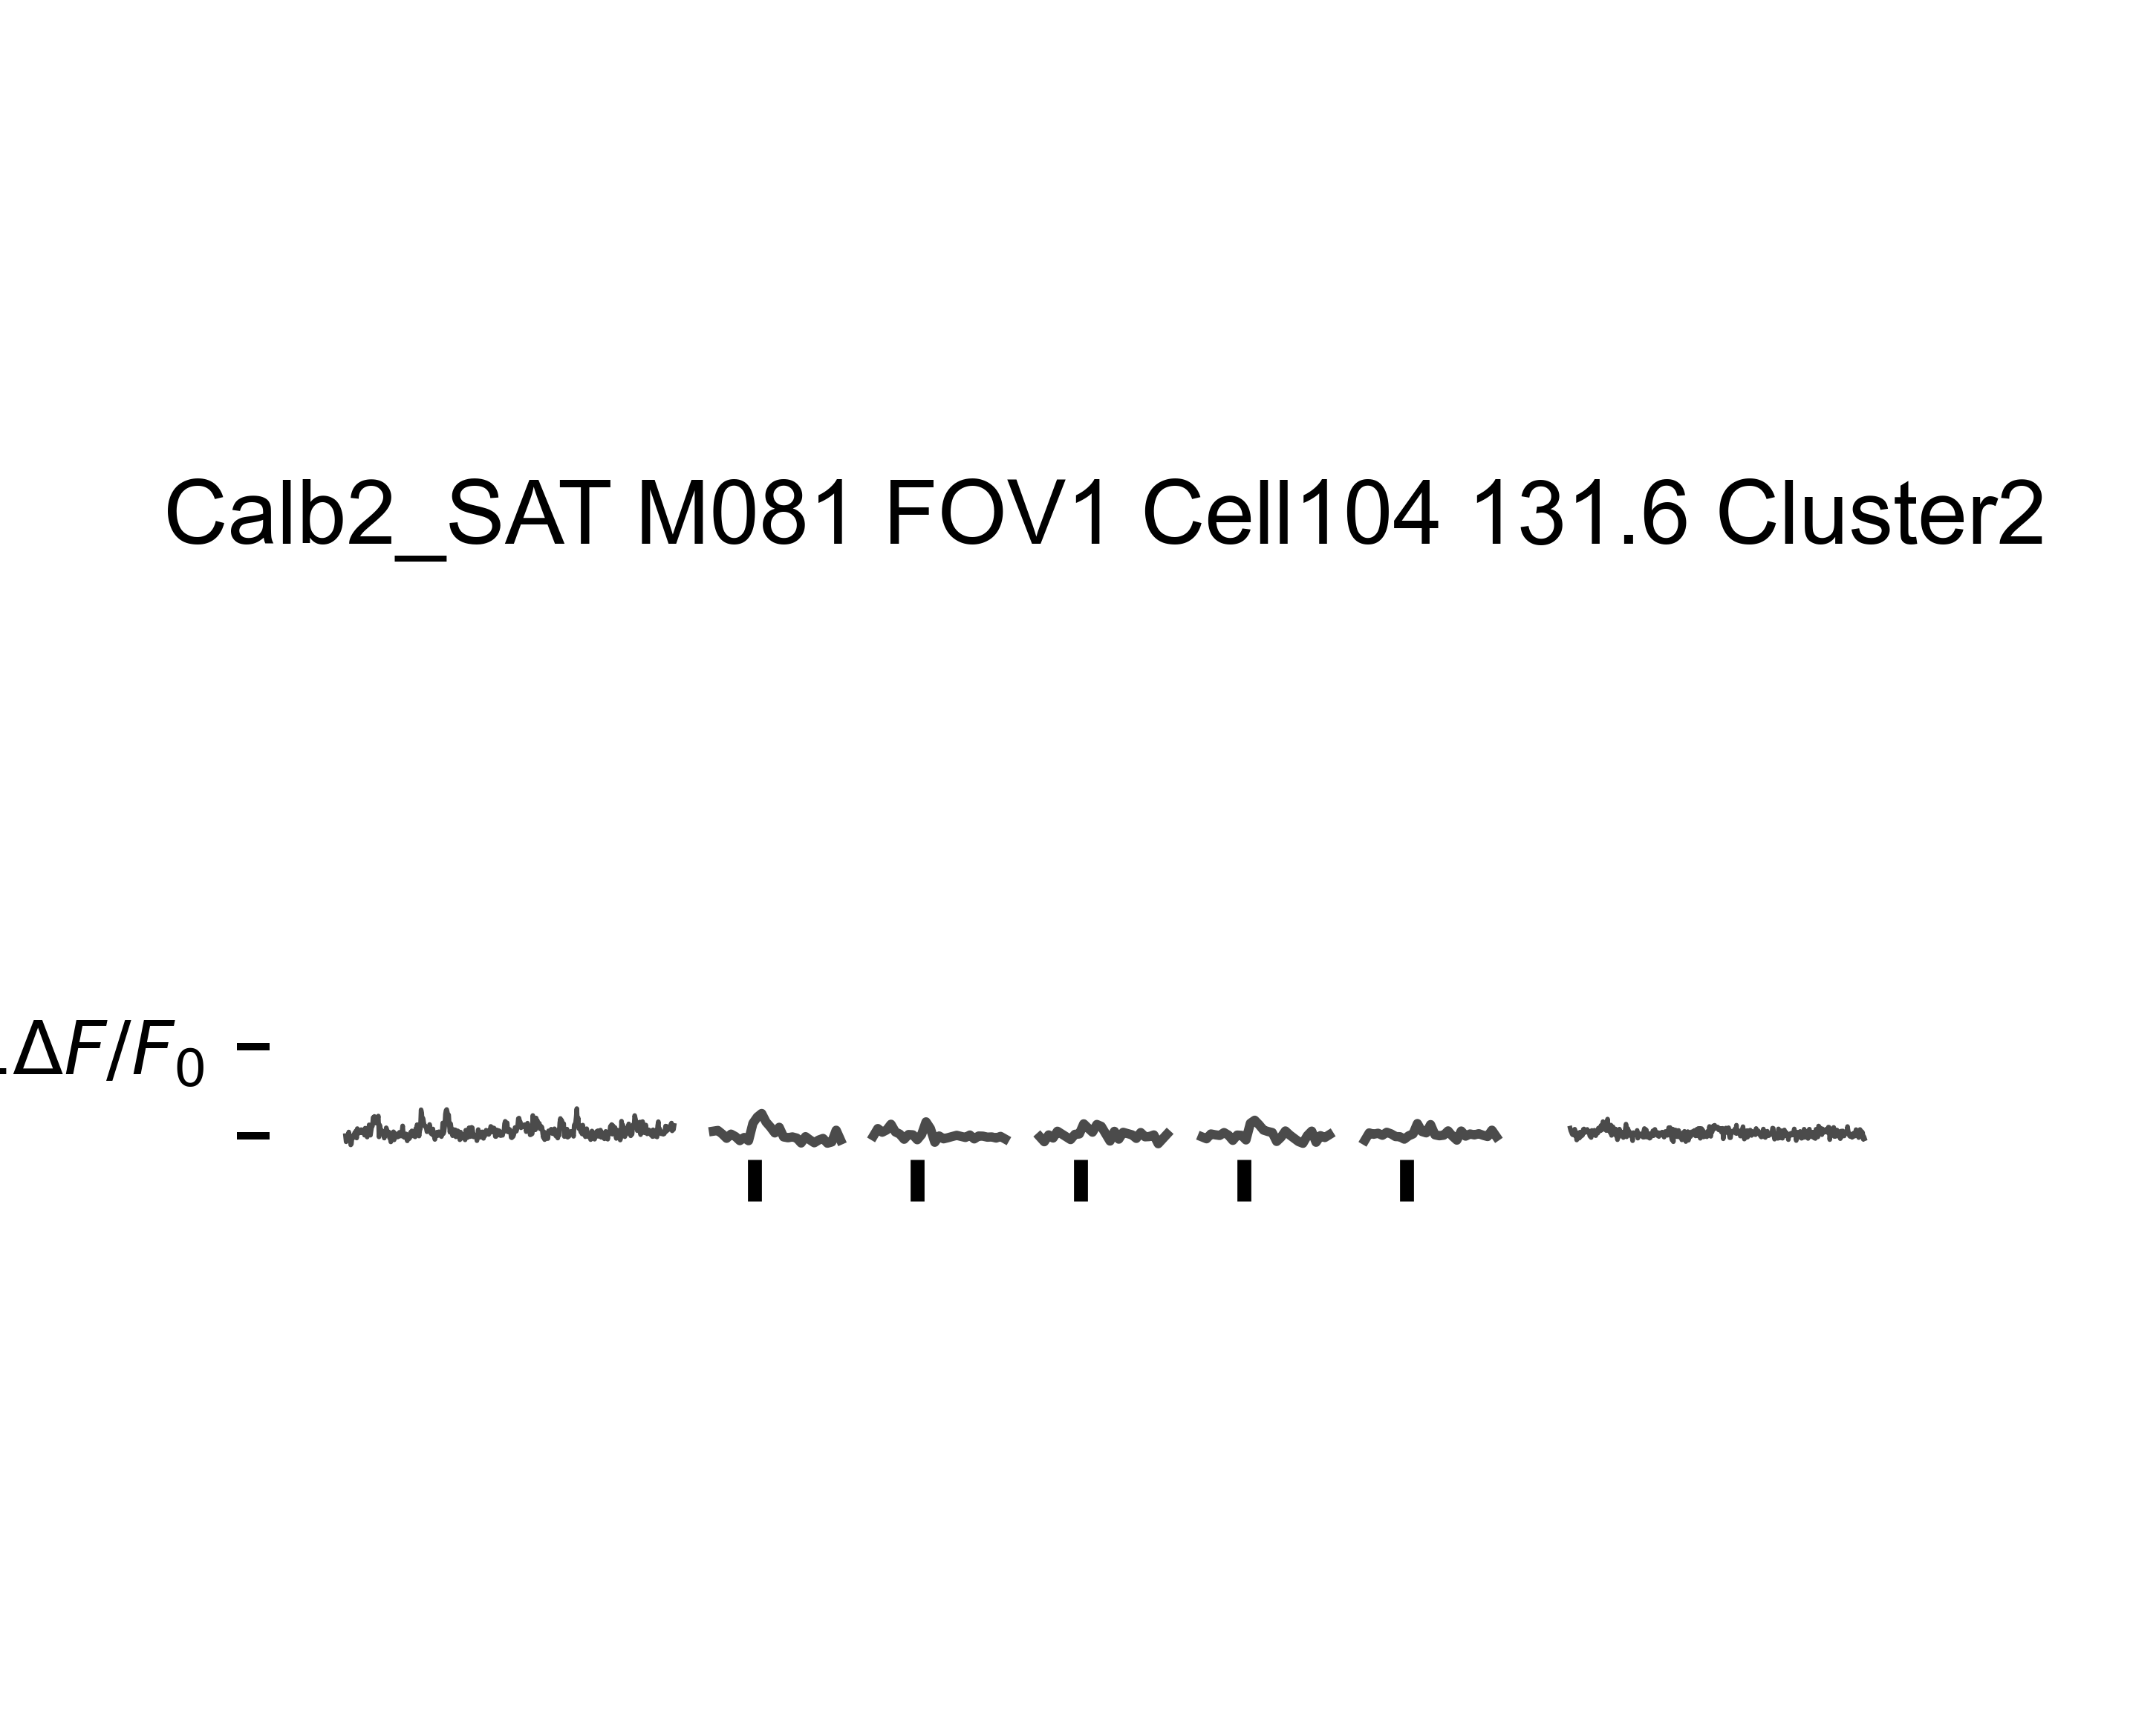 Calb2_SAT M081 FOV1 Cell104 131.6 Cluster2
.ΔF/F₀